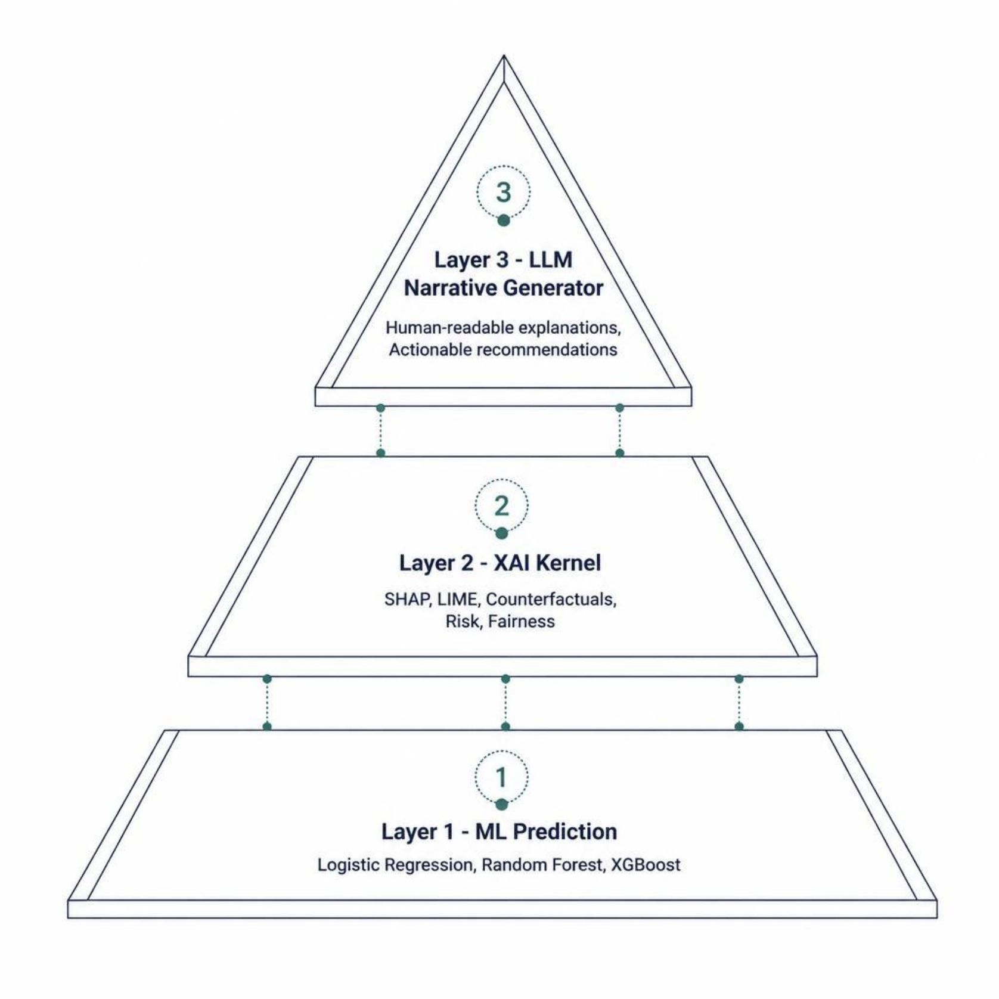 3
Layer 3 - LLM
Narrative Generator
Human-readable explanations,
Actionable recommendations
2
Layer 2 - XAI Kernel
SHAP, LIME, Counterfactuals,
Risk, Fairness
1
Layer 1 - ML Prediction
Logistic Regression, Random Forest, XGBoost